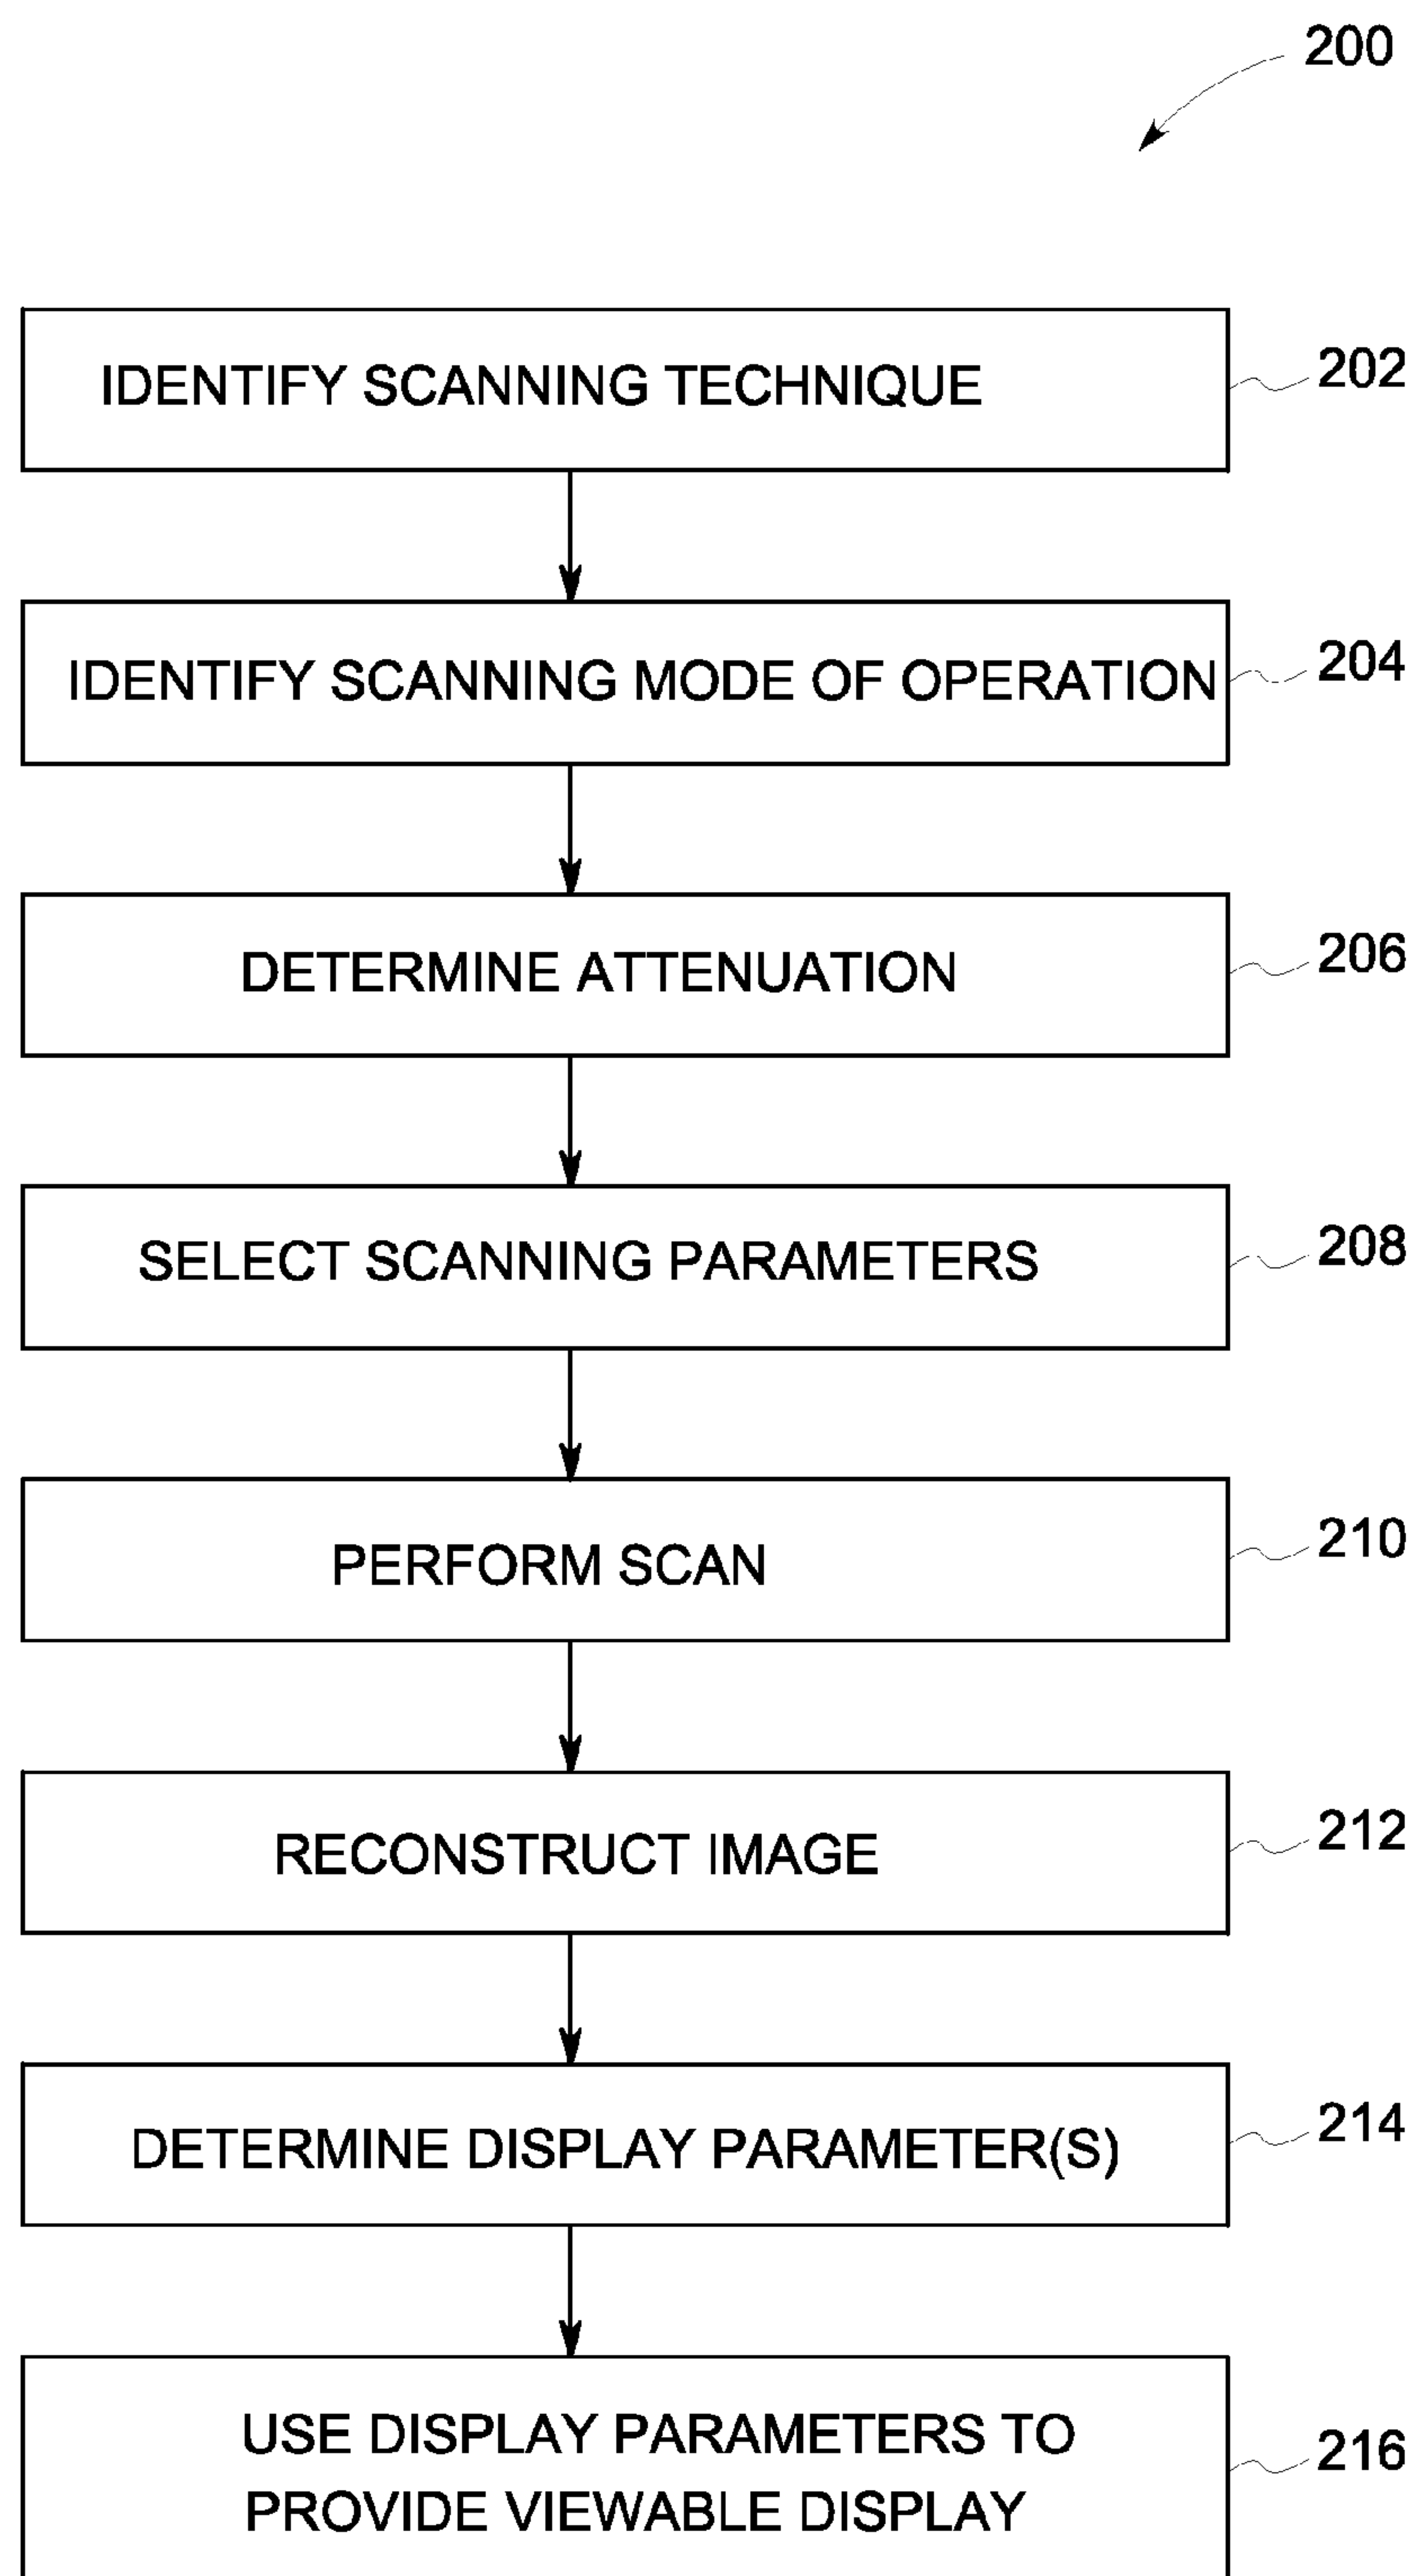 200
IDENTIFY SCANNING TECHNIQUE
202
IDENTIFY SCANNING MODE OF OPERATION
204
DETERMINE ATTENUATION
206
SELECT SCANNING PARAMETERS
208
PERFORM SCAN
210
RECONSTRUCT IMAGE
212
DETERMINE DISPLAY PARAMETER(S)
214
USE DISPLAY PARAMETERS TO
PROVIDE VIEWABLE DISPLAY
216